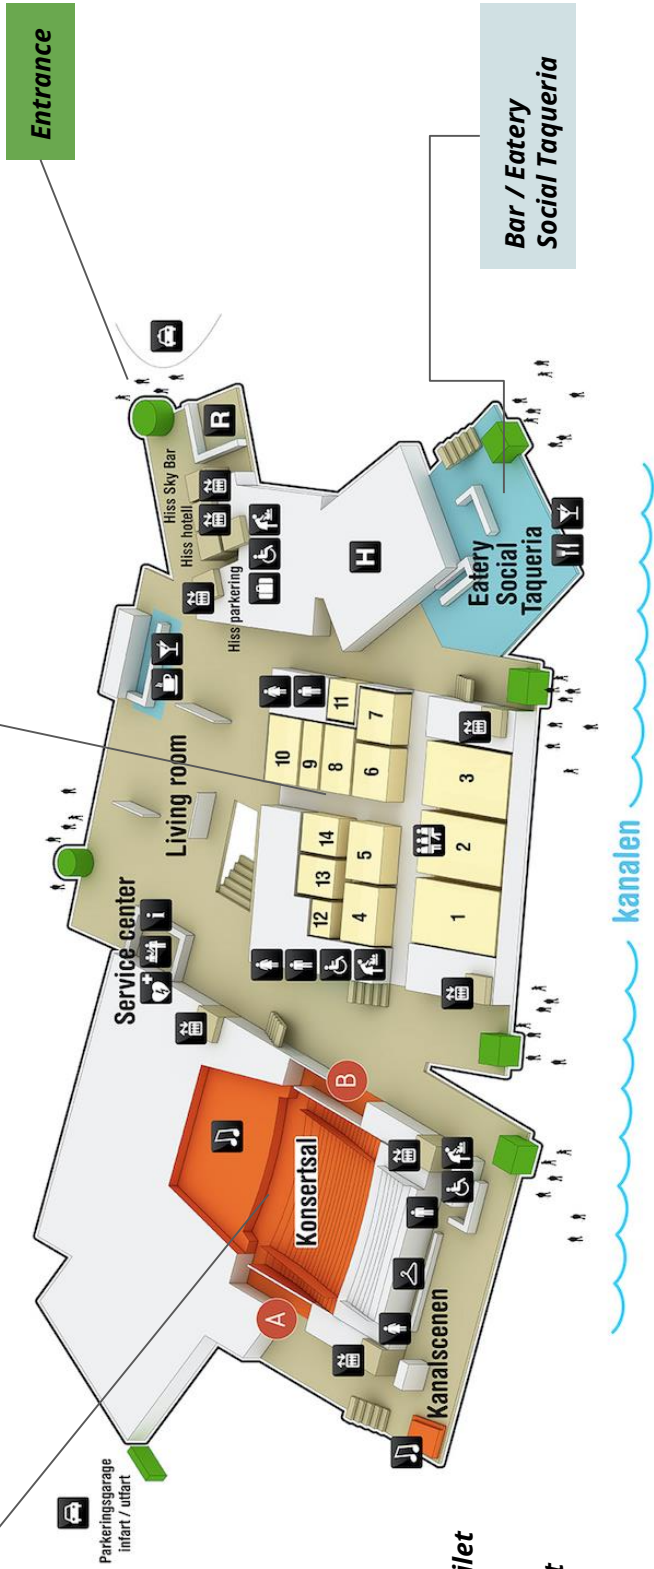 Entrance
Bar / Eatery
Social Taqueria
Hiss Sky Bar
Hiss hotell
Hiss parkering
R
H
Eatery
Social
Taqueria
Living room
Service center
i
10
9
8
11
7
6
14
13
12
5
4
3
2
1
kanalen
B
A
Konsertsal
Kanalscenen
Parkeringsgarage
infart / utfart